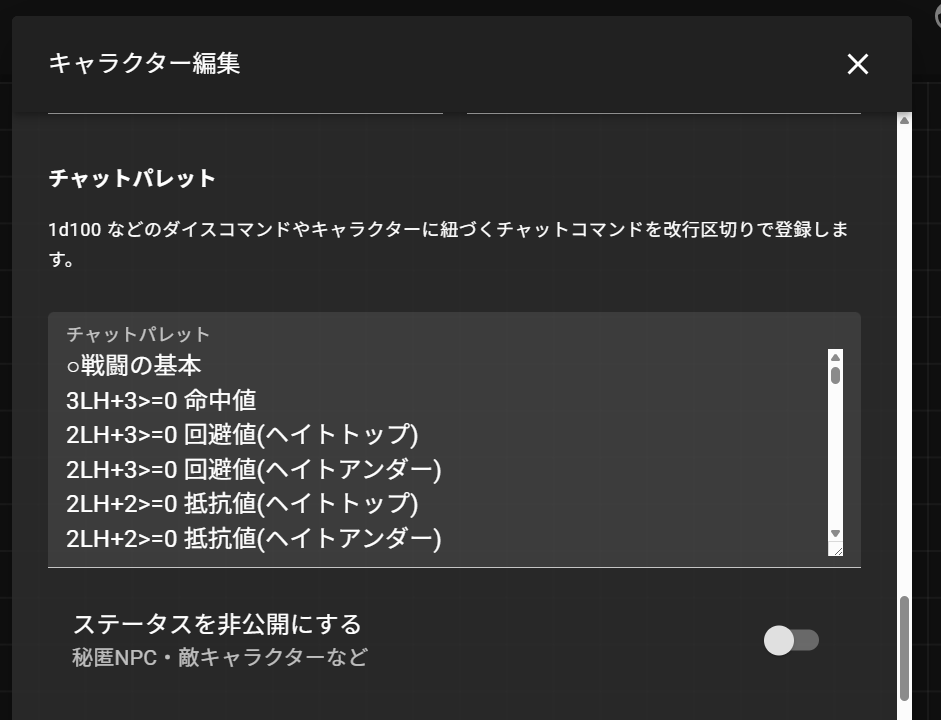 キャラクター編集
チャットパレット
1d100 などのダイスコマンドやキャラクターに紐づくチャットコマンドを改行区切りで登録しま
す。
チャットパレット
○戦闘の基本
3LH+3>=0 命中値
2LH+3>=0 回避値(ヘイトトップ)
2LH+3>=0 回避値(ヘイトアンダー)
2LH+2>=0 抵抗値(ヘイトトップ)
2LH+2>=0 抵抗値(ヘイトアンダー)
ステータスを非公開にする
秘匿NPC・敵キャラクターなど